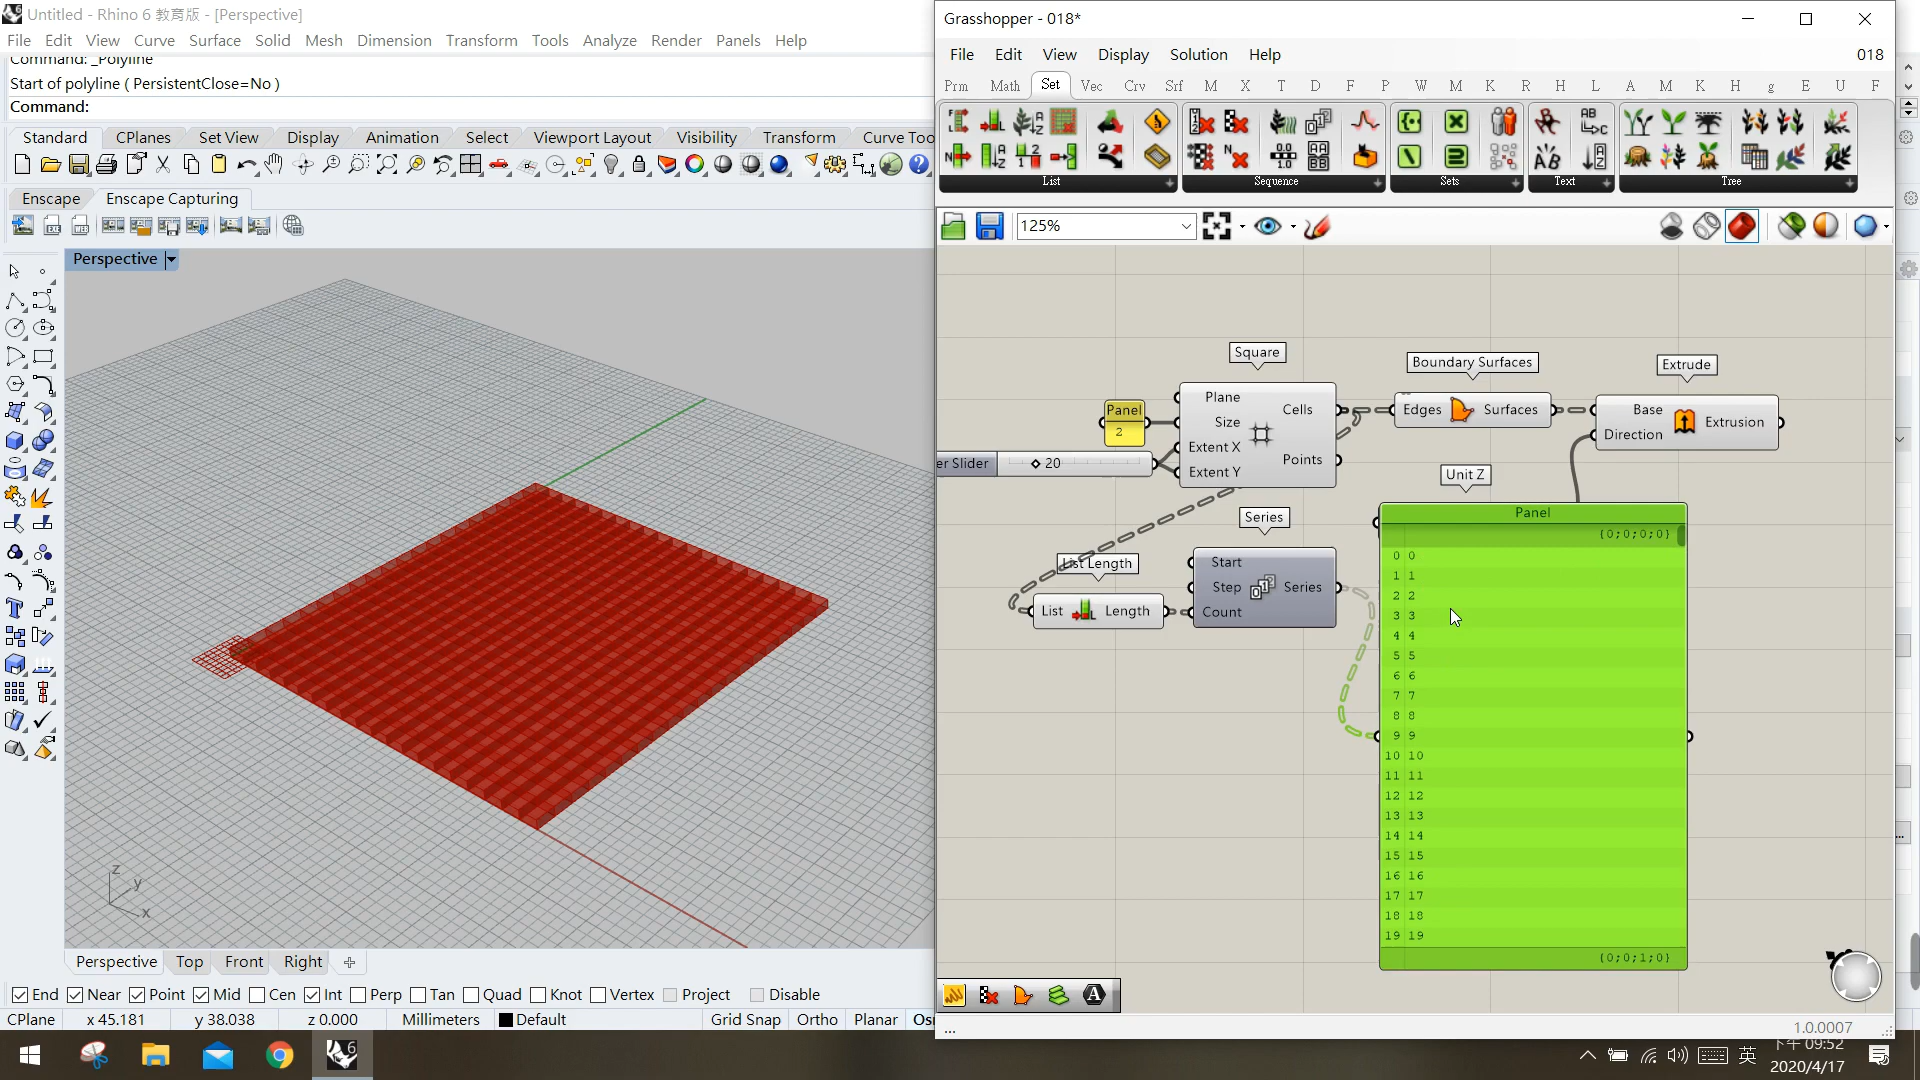 Untitled - Rhino 6 教育版 - [Perspective]
File Edit View Curve Surface Solid Mesh Dimension Transform Tools Analyze Render Panels Help
Command: _Polyline
Start of polyline ( PersistentClose=No )
Command:
Standard CPlanes Set View Display Animation Select Viewport Layout Visibility Transform Curve Too
Enscape Enscape Capturing
Perspective
z
y
x
Perspective Top Front Right
End Near Point Mid Cen Int Perp Tan Quad Knot Vertex Project Disable
CPlane x 45.181 y 38.038 z 0.000 Millimeters Default Grid Snap Ortho Planar Osn
Grasshopper - 018*
File Edit View Display Solution Help 018
Prm Math Set Vec Crv Srf M X T D F P W M K R H L A M K H g E U F
List Sequence Sets Text Tree
125%
Square
Plane
Size
Extent X
Extent Y
Cells
Points
Panel
2
er Slider 20
Boundary Surfaces
Edges Surfaces
Extrude
Base
Direction
Extrusion
Unit Z
Series
Start
Step
Count
Series
List Length
List Length
Panel
{0;0;0;0}
0 0
1 1
2 2
3 3
4 4
5 5
6 6
7 7
8 8
9 9
10 10
11 11
12 12
13 13
14 14
15 15
16 16
17 17
18 18
19 19
{0;0;1;0}
...
1.0.0007
英
下午 09:52
2020/4/17